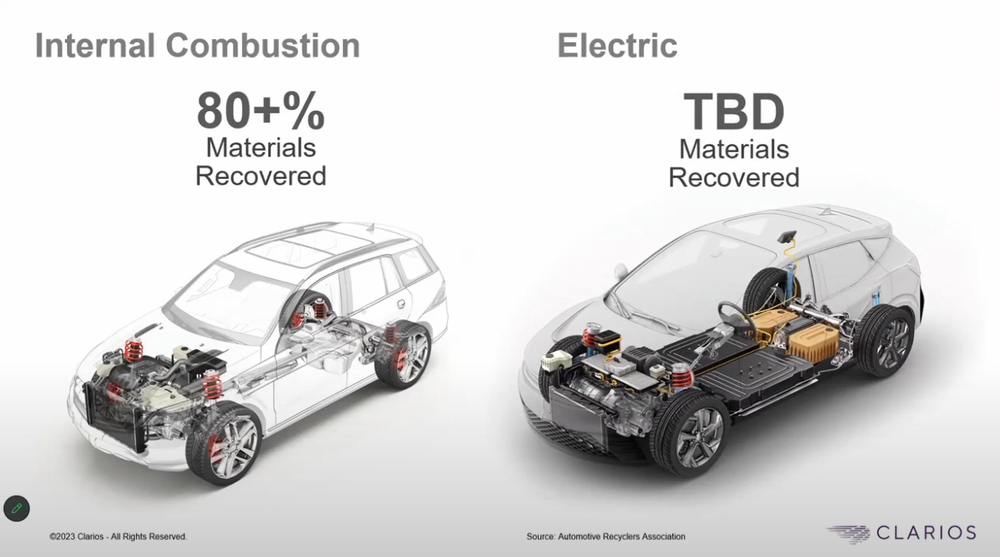 Internal Combustion
80+%
Materials
Recovered
Electric
TBD
Materials
Recovered
©2023 Clarios - All Rights Reserved.
Source: Automotive Recyclers Association
CLARIOS